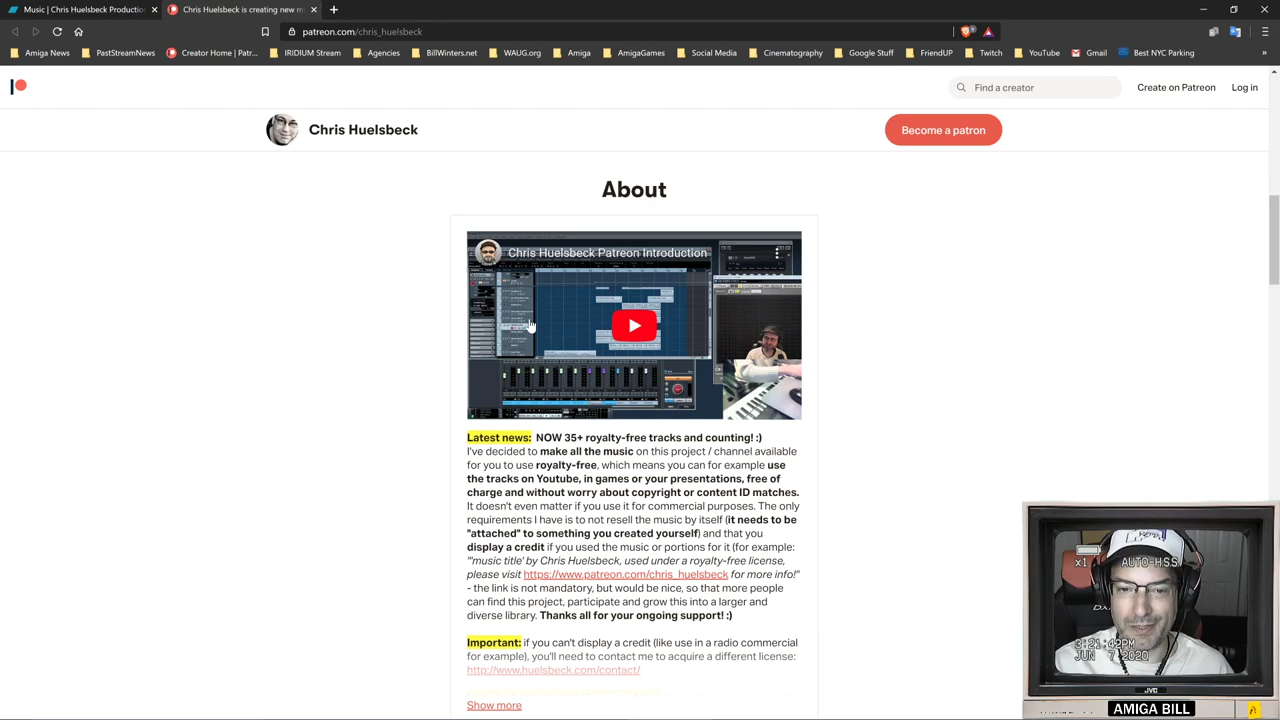 Music | Chris Huelsbeck Productio
Chris Huelsbeck is creating new m
patreon.com/chris_huelsbeck
Amiga News
PastStreamNews
Creator Home | Patr...
IRIDIUM Stream
Agencies
BillWinters.net
WAUG.org
Amiga
AmigaGames
Social Media
Cinematography
Google Stuff
FriendUP
Twitch
YouTube
Gmail
Best NYC Parking
Find a creator
Create on Patreon
Log in
Chris Huelsbeck
Become a patron
About
Chris Huelsbeck Patreon Introduction
Latest news: NOW 35+ royalty-free tracks and counting! :)
I've decided to make all the music on this project / channel available
for you to use royalty-free, which means you can for example use
the tracks on Youtube, in games or your presentations, free of
charge and without worry about copyright or content ID matches.
It doesn't even matter if you use it for commercial purposes. The only
requirements I have is to not resell the music by itself (it needs to be
"attached" to something you created yourself) and that you
display a credit if you used the music or portions for it (for example:
"'music title' by Chris Huelsbeck, used under a royalty-free license,
please visit https://www.patreon.com/chris_huelsbeck for more info!"
- the link is not mandatory, but would be nice, so that more people
can find this project, participate and grow this into a larger and
diverse library. Thanks all for your ongoing support! :)
Important: if you can't display a credit (like use in a radio commercial
for example), you'll need to contact me to acquire a different license:
http://www.huelsbeck.com/contact/
Show more
x1
AUTO-H.S.S.
3:21:42PM
JUN 7 2020
JVC
AMIGA BILL